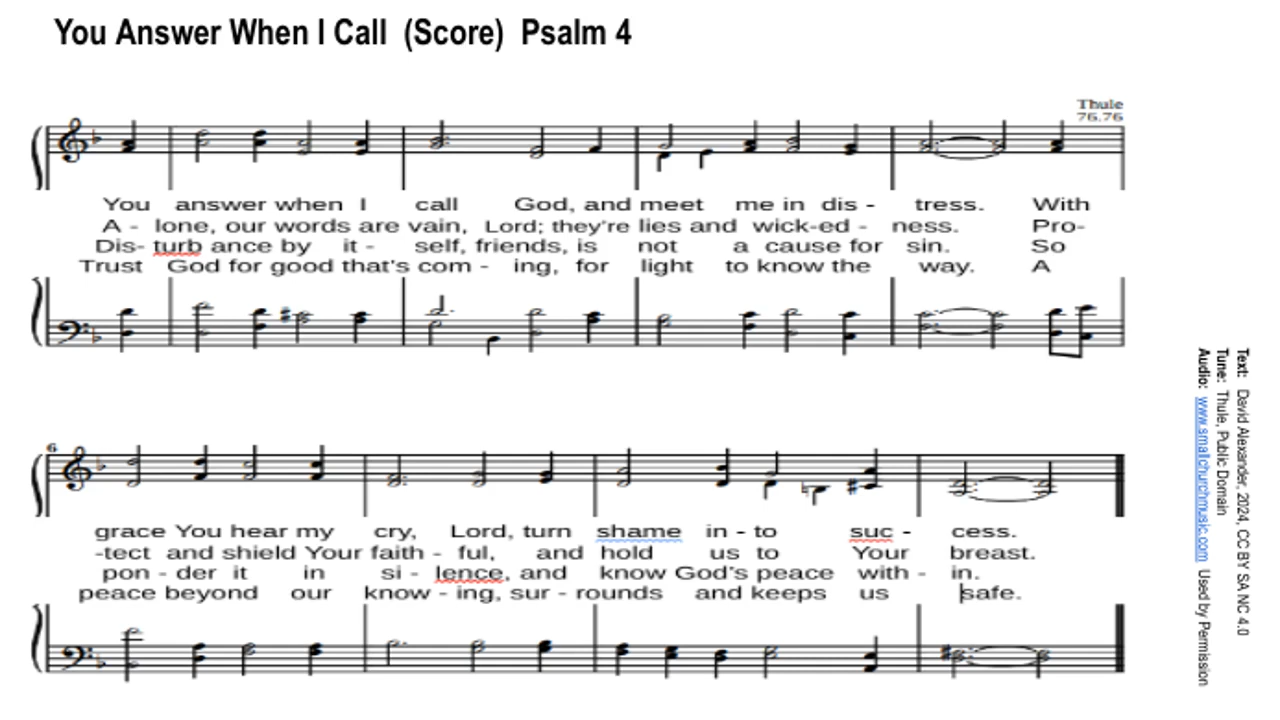 You Answer When I Call (Score) Psalm 4
Thule
76.76
You answer when I call God, and meet me in dis - tress. With
A - lone, our words are vain, Lord; they're lies and wick-ed - ness. Pro-
Dis- turb ance by it - self, friends, is not a cause for sin. So
Trust God for good that's com - ing, for light to know the way. A
6
grace You hear my cry, Lord, turn shame in - to suc - cess.
-tect and shield Your faith - ful, and hold us to Your breast.
pon - der it in si - lence, and know God's peace with - in.
peace beyond our know - ing, sur - rounds and keeps us safe.
Text: David Alexander, 2024, CC BY SA NC 4.0
Tune: Thule, Public Domain
Audio: www.smallchurchmusic.com Used by Permission